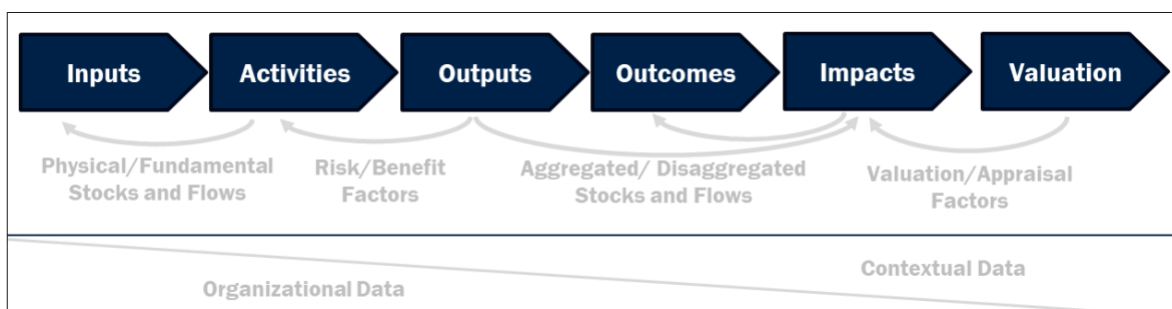 Inputs
Activities
Outputs
Outcomes
Impacts
Valuation
Physical/Fundamental
Stocks and Flows
Risk/Benefit
Factors
Aggregated/ Disaggregated
Stocks and Flows
Valuation/Appraisal
Factors
Contextual Data
Organizational Data